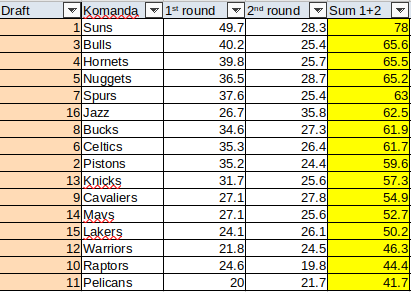 Draft Komanda 1st round 2nd round Sum 1+2
1 Suns 49.7 28.3 78
3 Bulls 40.2 25.4 65.6
4 Hornets 39.8 25.7 65.5
5 Nuggets 36.5 28.7 65.2
7 Spurs 37.6 25.4 63
16 Jazz 26.7 35.8 62.5
8 Bucks 34.6 27.3 61.9
6 Celtics 35.3 26.4 61.7
2 Pistons 35.2 24.4 59.6
13 Knicks 31.7 25.6 57.3
9 Cavaliers 27.1 27.8 54.9
14 Mavs 27.1 25.6 52.7
15 Lakers 24.1 26.1 50.2
12 Warriors 21.8 24.5 46.3
10 Raptors 24.6 19.8 44.4
11 Pelicans 20 21.7 41.7